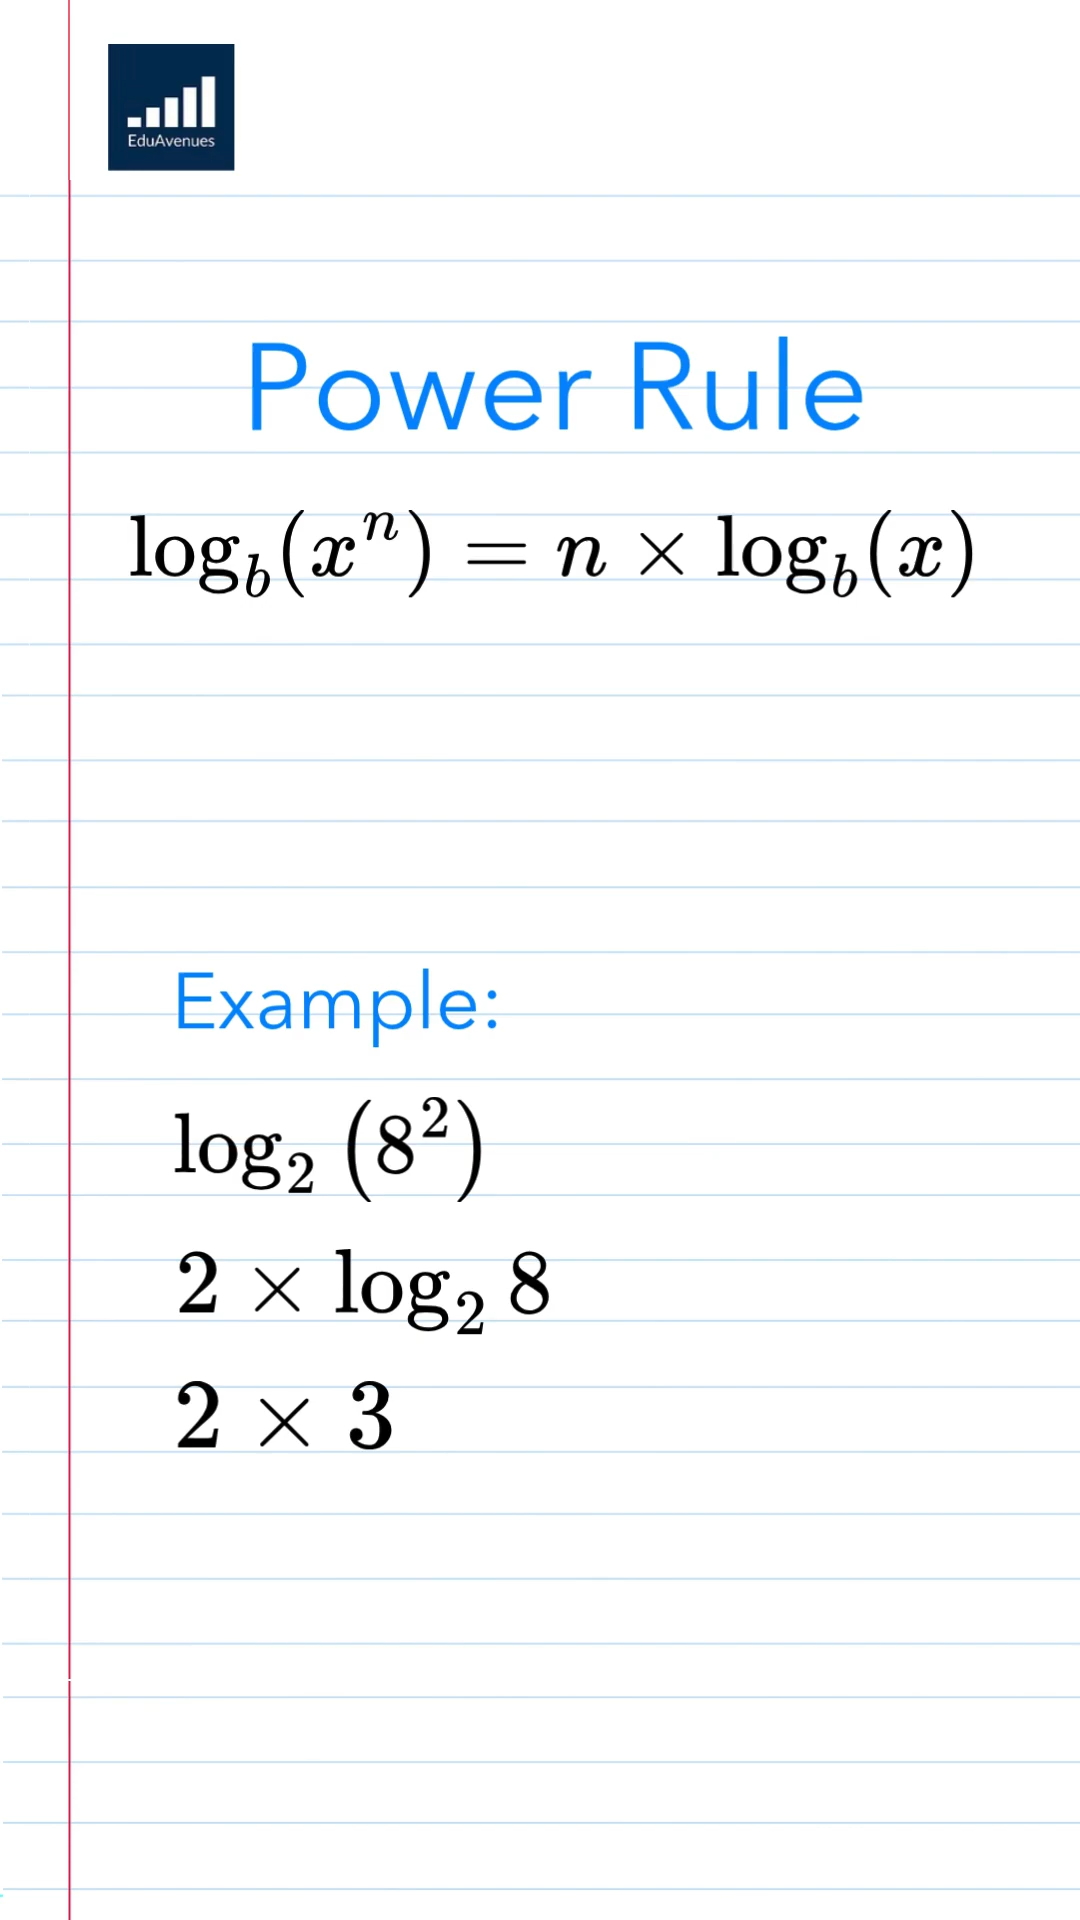 EduAvenues
Power Rule
log_b(x^n) = n × log_b(x)
Example:
log_2 (8^2)
2 × log_2 8
2 × 3